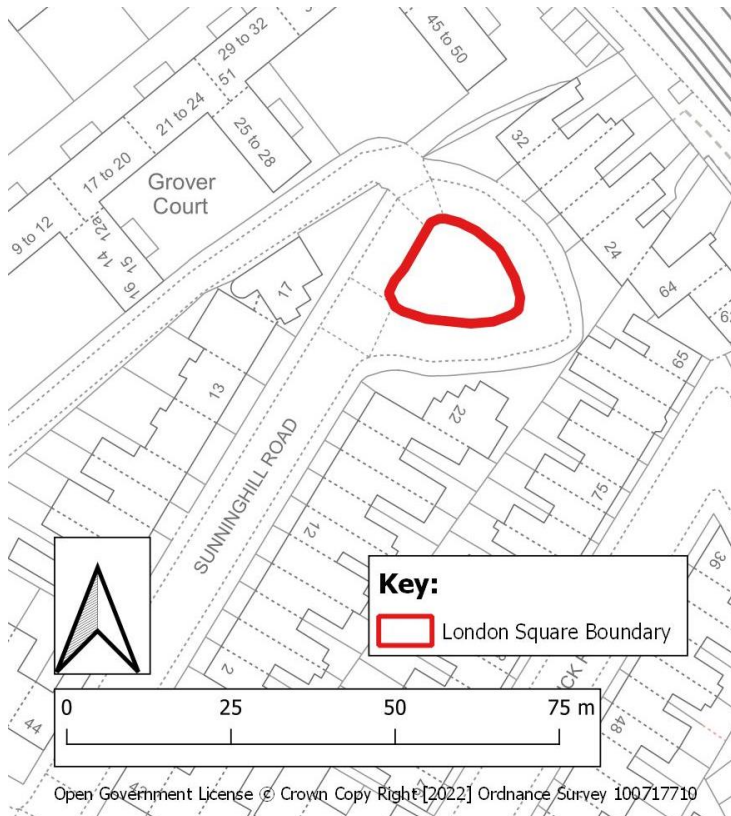 29 to 32
45 to 50
51
21 to 24
25 to 28
32
17 to 20
Grover
Court
9 to 12
12a
14
15
16
17
24
64
62
13
65
22
SUNNINGHILL ROAD
75
12
36
Key:
London Square Boundary
2
44
48
0 25 50 75 m
Open Government License © Crown Copy Right [2022] Ordnance Survey 100717710